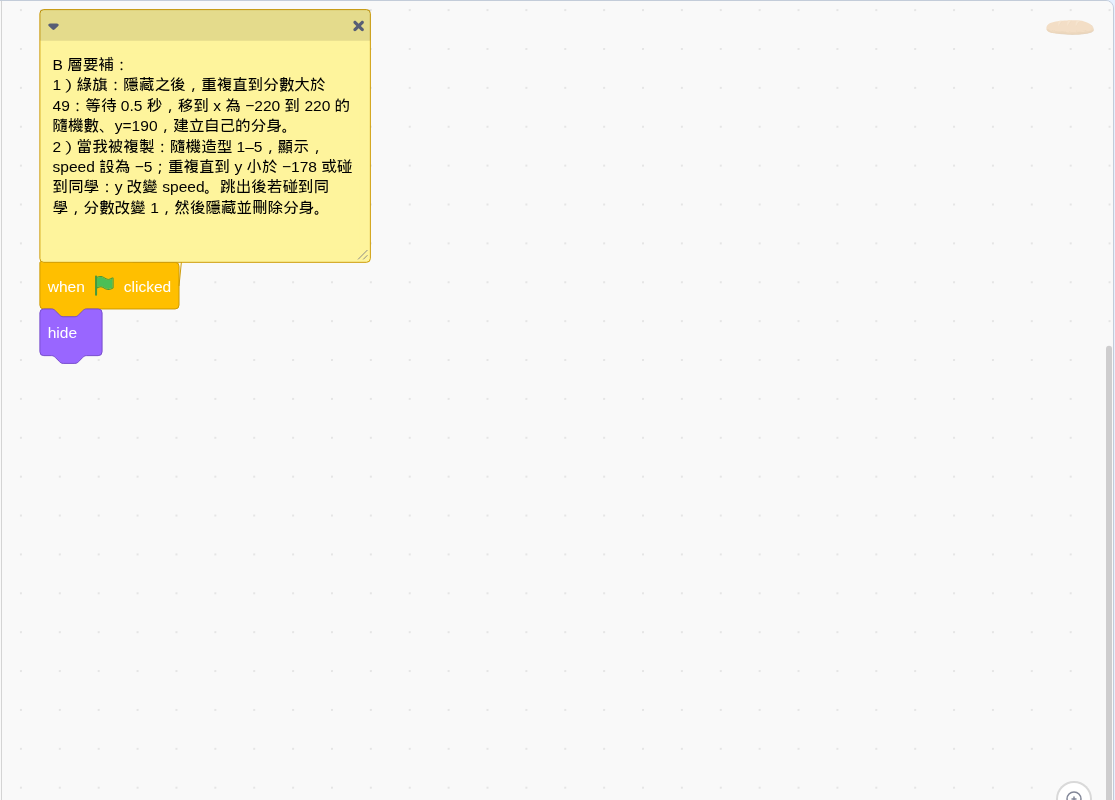 B 層要補：
1）綠旗：隱藏之後，重複直到分數大於
49：等待 0.5 秒，移到 x 為 −220 到 220 的
隨機數、y=190，建立自己的分身。
2）當我被複製：隨機造型 1–5，顯示，
speed 設為 −5；重複直到 y 小於 −178 或碰
到同學：y 改變 speed。跳出後若碰到同
學，分數改變 1，然後隱藏並刪除分身。
when clicked
hide